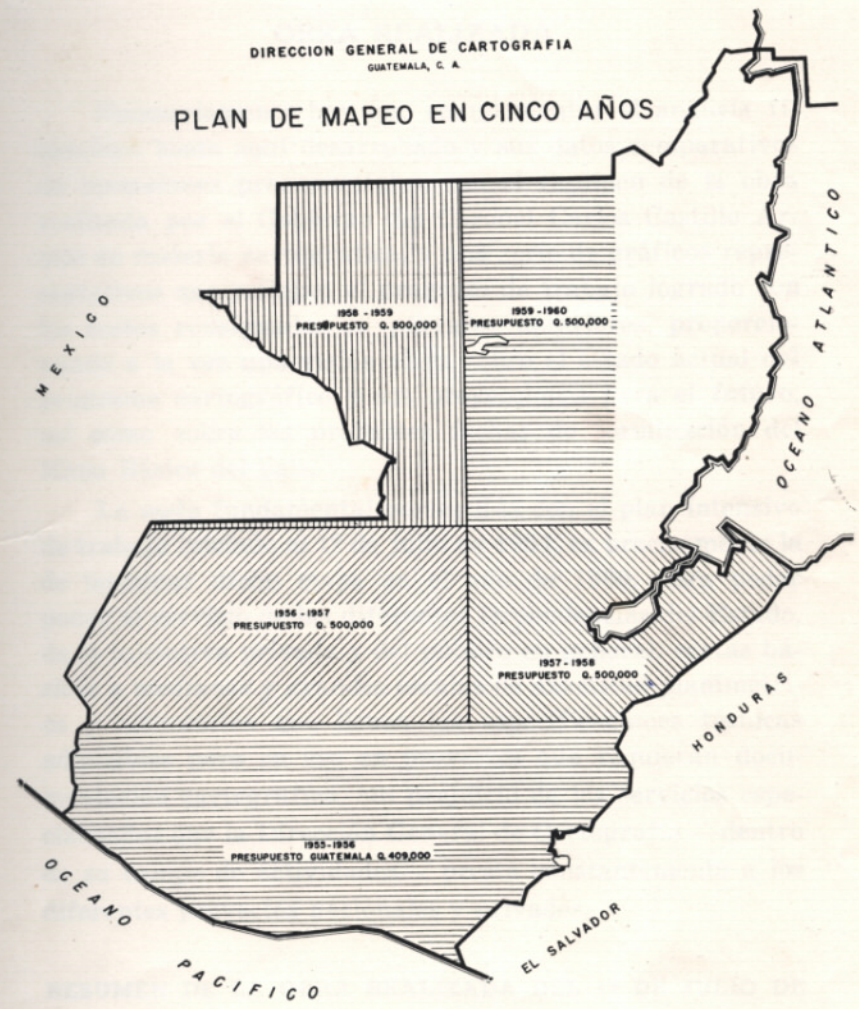 DIRECCION GENERAL DE CARTOGRAFIA
GUATEMALA, C. A.
PLAN DE MAPEO EN CINCO AÑOS
MEXICO
1958 - 1959
PRESUPUESTO Q. 500,000
1959 - 1960
PRESUPUESTO Q. 500,000
OCEANO ATLANTICO
1956 - 1957
PRESUPUESTO Q. 500,000
1957 - 1958
PRESUPUESTO Q. 500,000
HONDURAS
1955-1956
PRESUPUESTO GUATEMALA Q. 409,000
OCEANO PACIFICO
EL SALVADOR